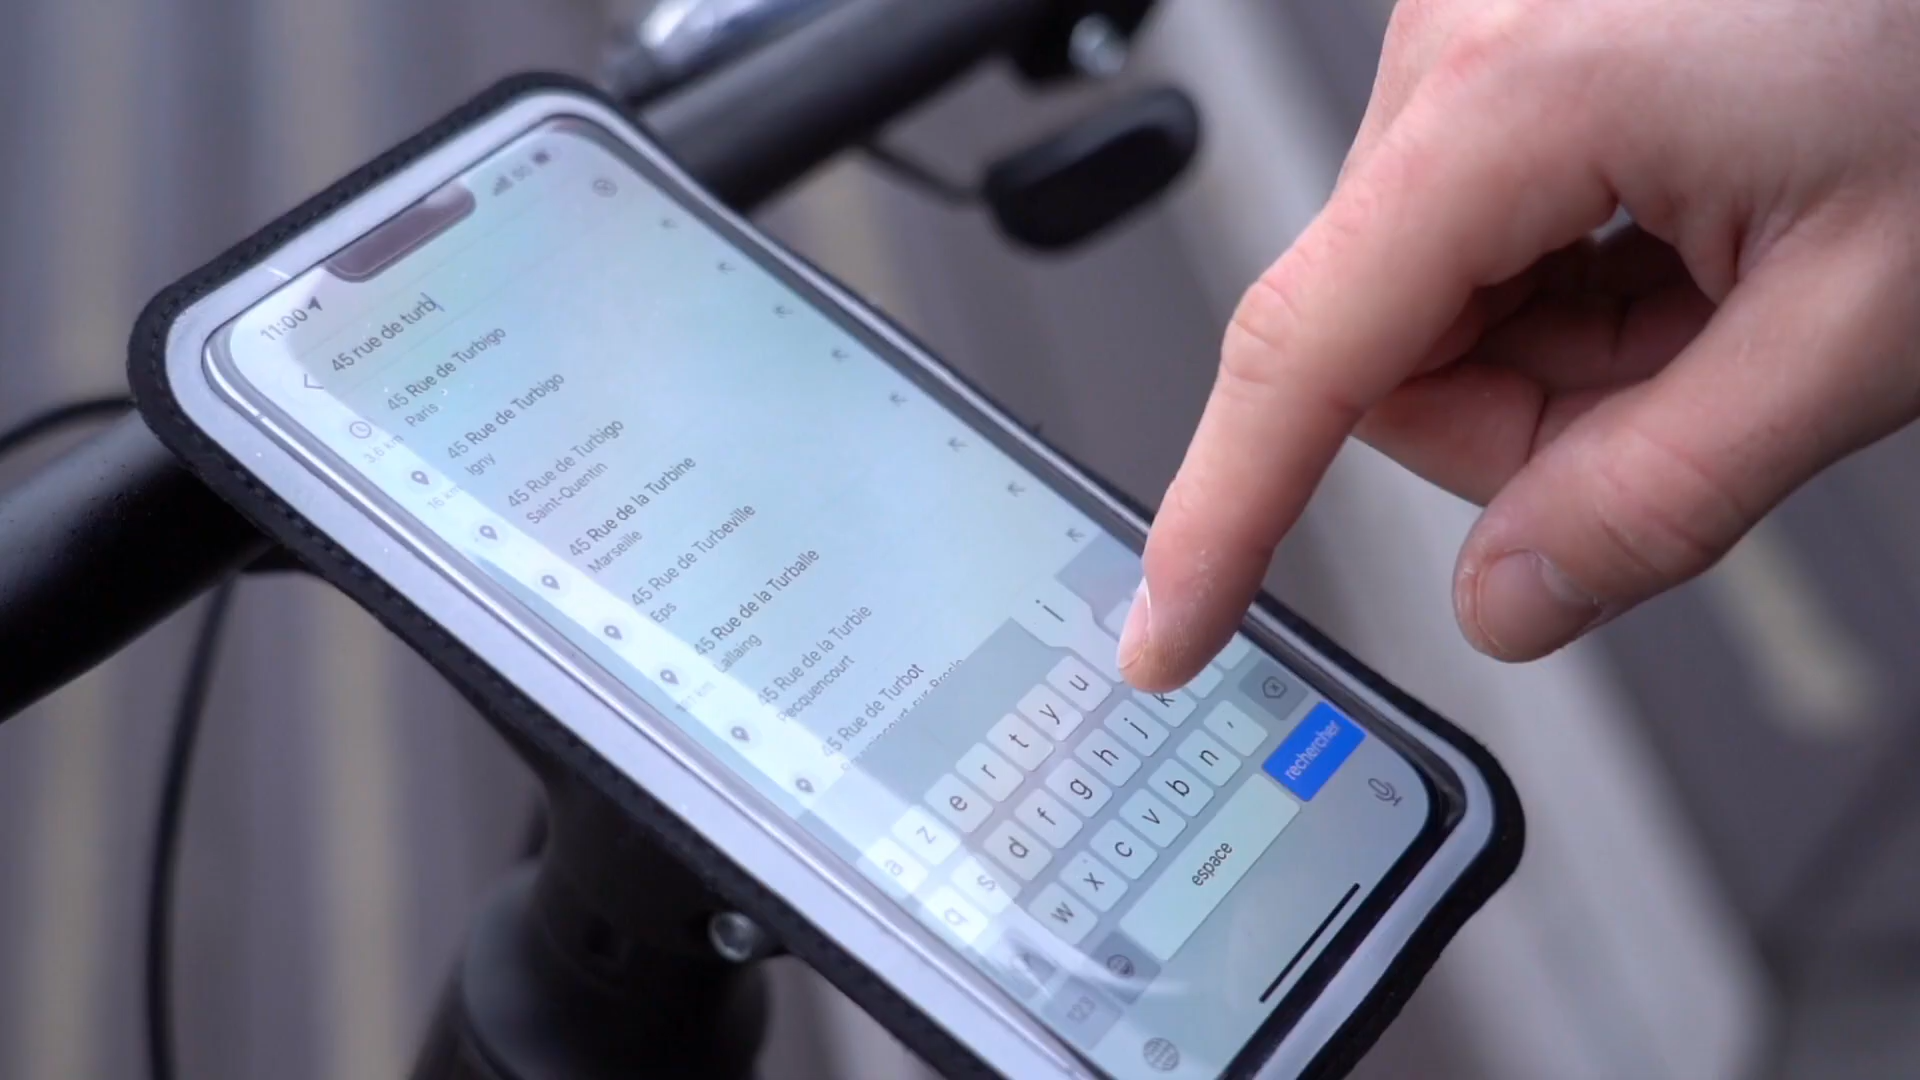 11:00
45 rue de turb
45 Rue de Turbigo
Paris
3,6 km
45 Rue de Turbigo
Igny
16 km
45 Rue de Turbigo
Saint-Quentin
45 Rue de la Turbine
Marseille
45 Rue de Turbeville
Eps
45 Rue de la Turballe
Lallaing
km
45 Rue de la Turbie
Pecquencourt
45 Rue de Turbot
i
a z e r t y u
q s d f g h j k
w x c v b n '
123 espace rechercher